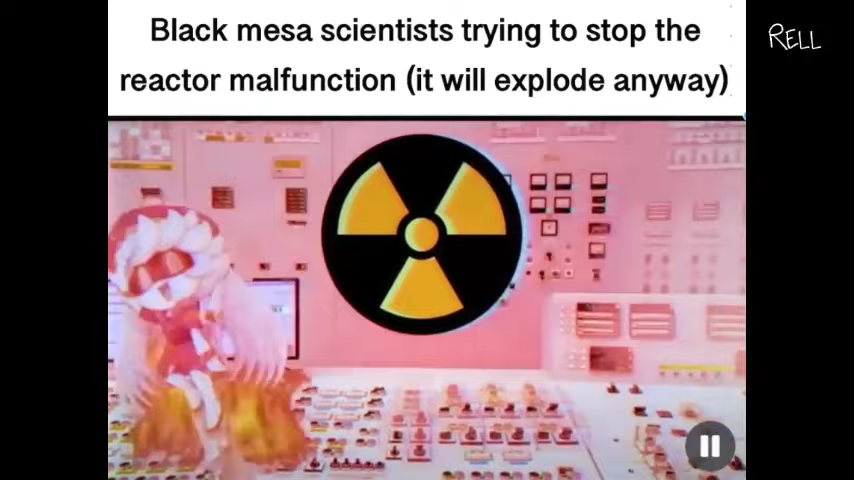 Black mesa scientists trying to stop the
reactor malfunction (it will explode anyway)
RELL